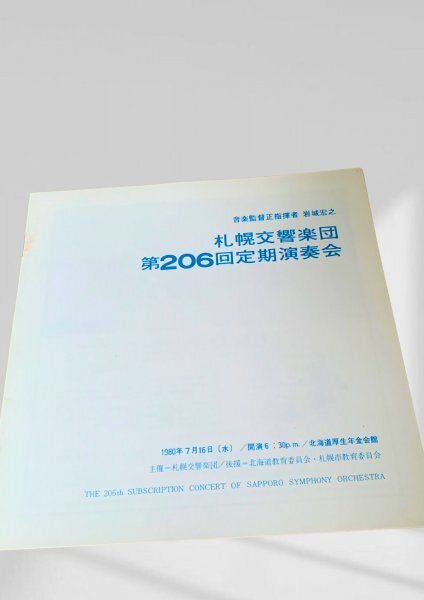 音楽監督正指揮者 岩城宏之
札幌交響楽団
第206回定期演奏会
1980年7月16日〔水〕／開演6：30p.m.／北海道厚生年金会館
主催＝札幌交響楽団／後援＝北海道教育委員会・札幌市教育委員会
THE 206th SUBSCRIPTION CONCERT OF SAPPORO SYMPHONY ORCHESTRA